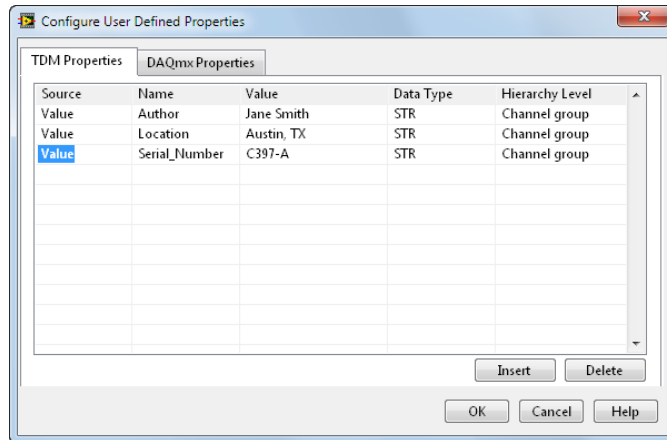 Configure User Defined Properties
TDM Properties DAQmx Properties
Source Name Value Data Type Hierarchy Level
Value Author Jane Smith STR Channel group
Value Location Austin, TX STR Channel group
Value Serial_Number C397-A STR Channel group
Insert Delete
OK Cancel Help